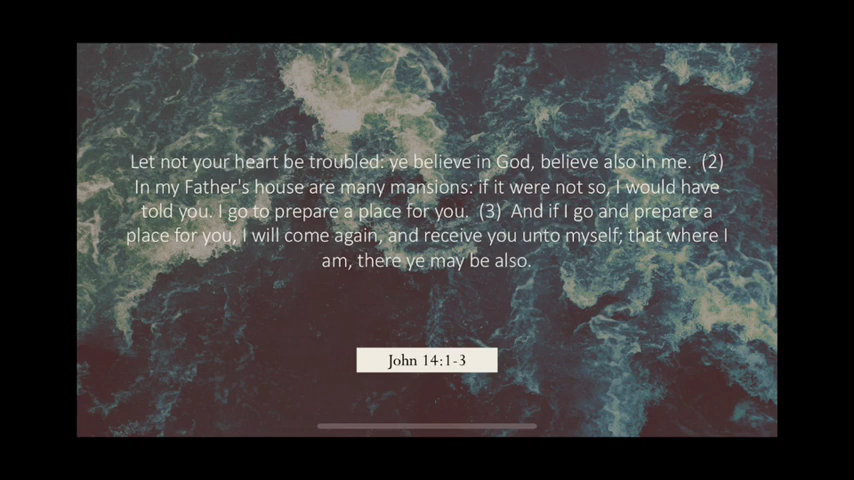 Let not your heart be troubled: ye believe in God, believe also in me. (2)
In my Father's house are many mansions: if it were not so, I would have
told you. I go to prepare a place for you. (3) And if I go and prepare a
place for you, I will come again, and receive you unto myself; that where I
am, there ye may be also.
John 14:1-3